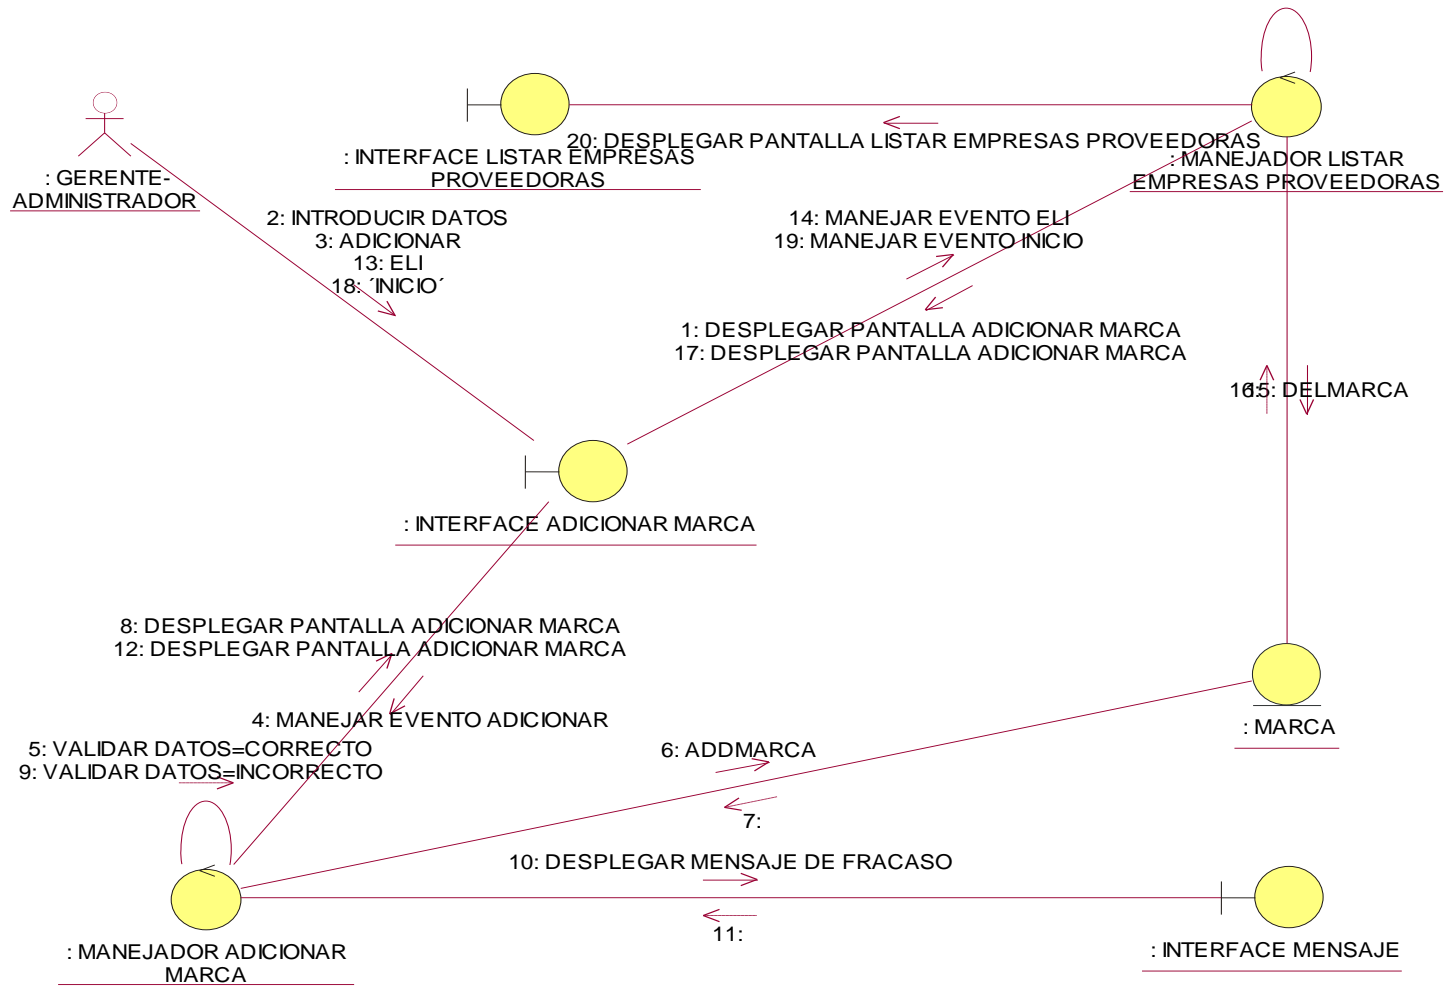 20: DESPLEGAR PANTALLA LISTAR EMPRESAS PROVEEDORAS
: INTERFACE LISTAR EMPRESAS
PROVEEDORAS
: MANEJADOR LISTAR
EMPRESAS PROVEEDORAS
: GERENTE-
ADMINISTRADOR
2: INTRODUCIR DATOS
3: ADICIONAR
13: ELI
18: ´INICIO´
14: MANEJAR EVENTO ELI
19: MANEJAR EVENTO INICIO
1: DESPLEGAR PANTALLA ADICIONAR MARCA
17: DESPLEGAR PANTALLA ADICIONAR MARCA
16:
15: DELMARCA
: INTERFACE ADICIONAR MARCA
8: DESPLEGAR PANTALLA ADICIONAR MARCA
12: DESPLEGAR PANTALLA ADICIONAR MARCA
4: MANEJAR EVENTO ADICIONAR
5: VALIDAR DATOS=CORRECTO
9: VALIDAR DATOS=INCORRECTO
6: ADDMARCA
7:
: MARCA
10: DESPLEGAR MENSAJE DE FRACASO
11:
: MANEJADOR ADICIONAR
MARCA
: INTERFACE MENSAJE